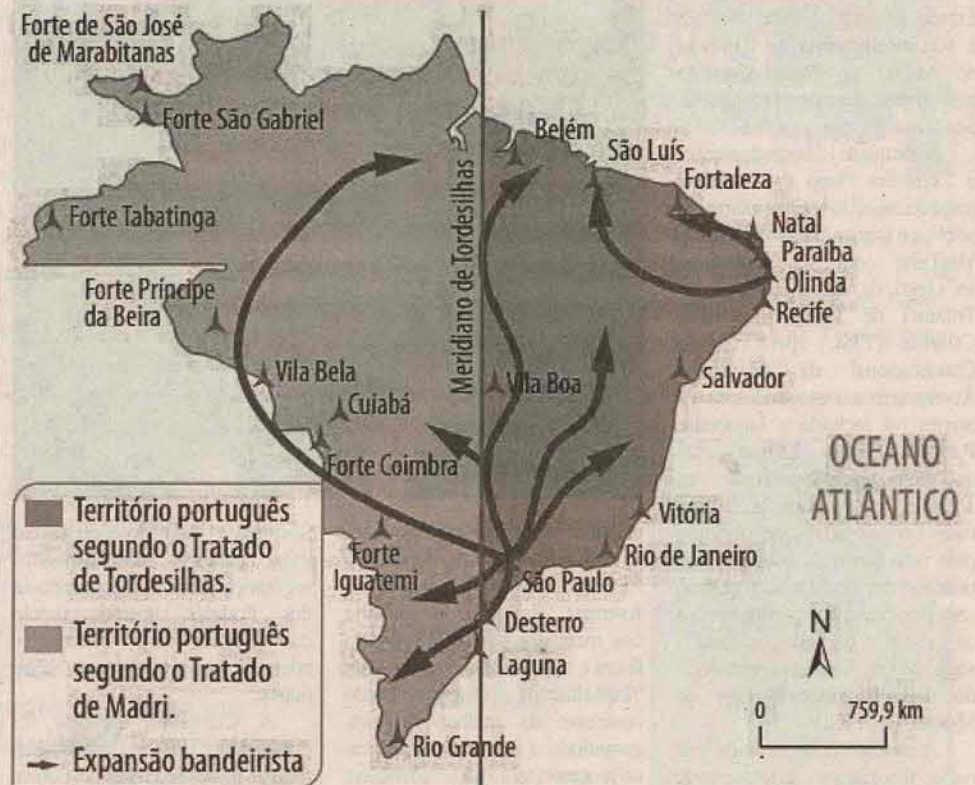 Forte de São José
de Marabitanas
Forte São Gabriel
Belém
São Luís
Fortaleza
Forte Tabatinga
Natal
Paraíba
Olinda
Recife
Forte Príncipe
da Beira
Meridiano de Tordesilhas
Vila Bela
Vila Boa
Salvador
Cuiabá
Forte Coimbra
OCEANO
ATLÂNTICO
Território português
segundo o Tratado
de Tordesilhas.
Território português
segundo o Tratado
de Madri.
Expansão bandeirista
Vitória
Forte
Iguatemi
Rio de Janeiro
São Paulo
Desterro
Laguna
Rio Grande
N
0 759,9 km